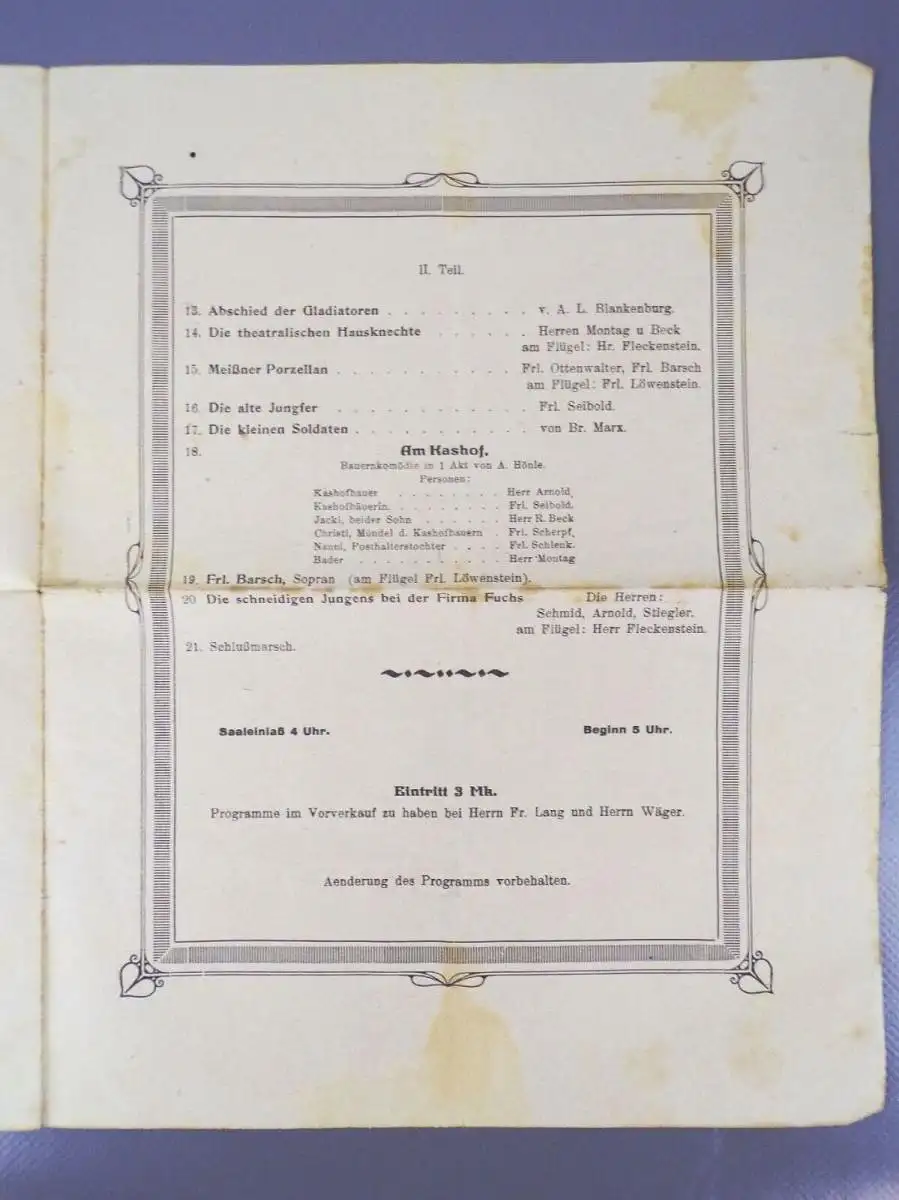 II. Teil.
13. Abschied der Gladiatoren . . . . . . . . . v. A. L. Blankenburg.
14. Die theatralischen Hausknechte . . . . . . Herren Montag u Beck
am Flügel: Hr. Fleckenstein.
15. Meißner Porzellan . . . . . . . . . . . Frl. Ottenwalter, Frl. Barsch
am Flügel: Frl. Löwenstein.
16. Die alte Jungfer . . . . . . . . . . . . Frl. Seibold.
17. Die kleinen Soldaten . . . . . . . . . . . von Br. Marx.
18. Am Kashof.
Bauernkomödie in 1 Akt von A. Hönle.
Personen:
Kashofbauer . . . . . . . . Herr Arnold,
Kashofbäuerin. . . . . . . . . Frl. Seibold.
Jackl, beider Sohn . . . . . . Herr R. Beck
Christl, Mündel d. Kashofbauern . Frl. Scherpf,
Nanni, Posthalterstochter . . . . Frl. Schlenk.
Bader . . . . . . . . . . . Herr Montag
19. Frl. Barsch, Sopran (am Flügel Frl. Löwenstein).
20 Die schneidigen Jungens bei der Firma Fuchs Die Herren:
Schmid, Arnold, Stiegler.
am Flügel: Herr Fleckenstein.
21. Schlußmarsch.
Saaleinlaß 4 Uhr. Beginn 5 Uhr.
Eintritt 3 Mk.
Programme im Vorverkauf zu haben bei Herrn Fr. Lang und Herrn Wäger.
Aenderung des Programms vorbehalten.